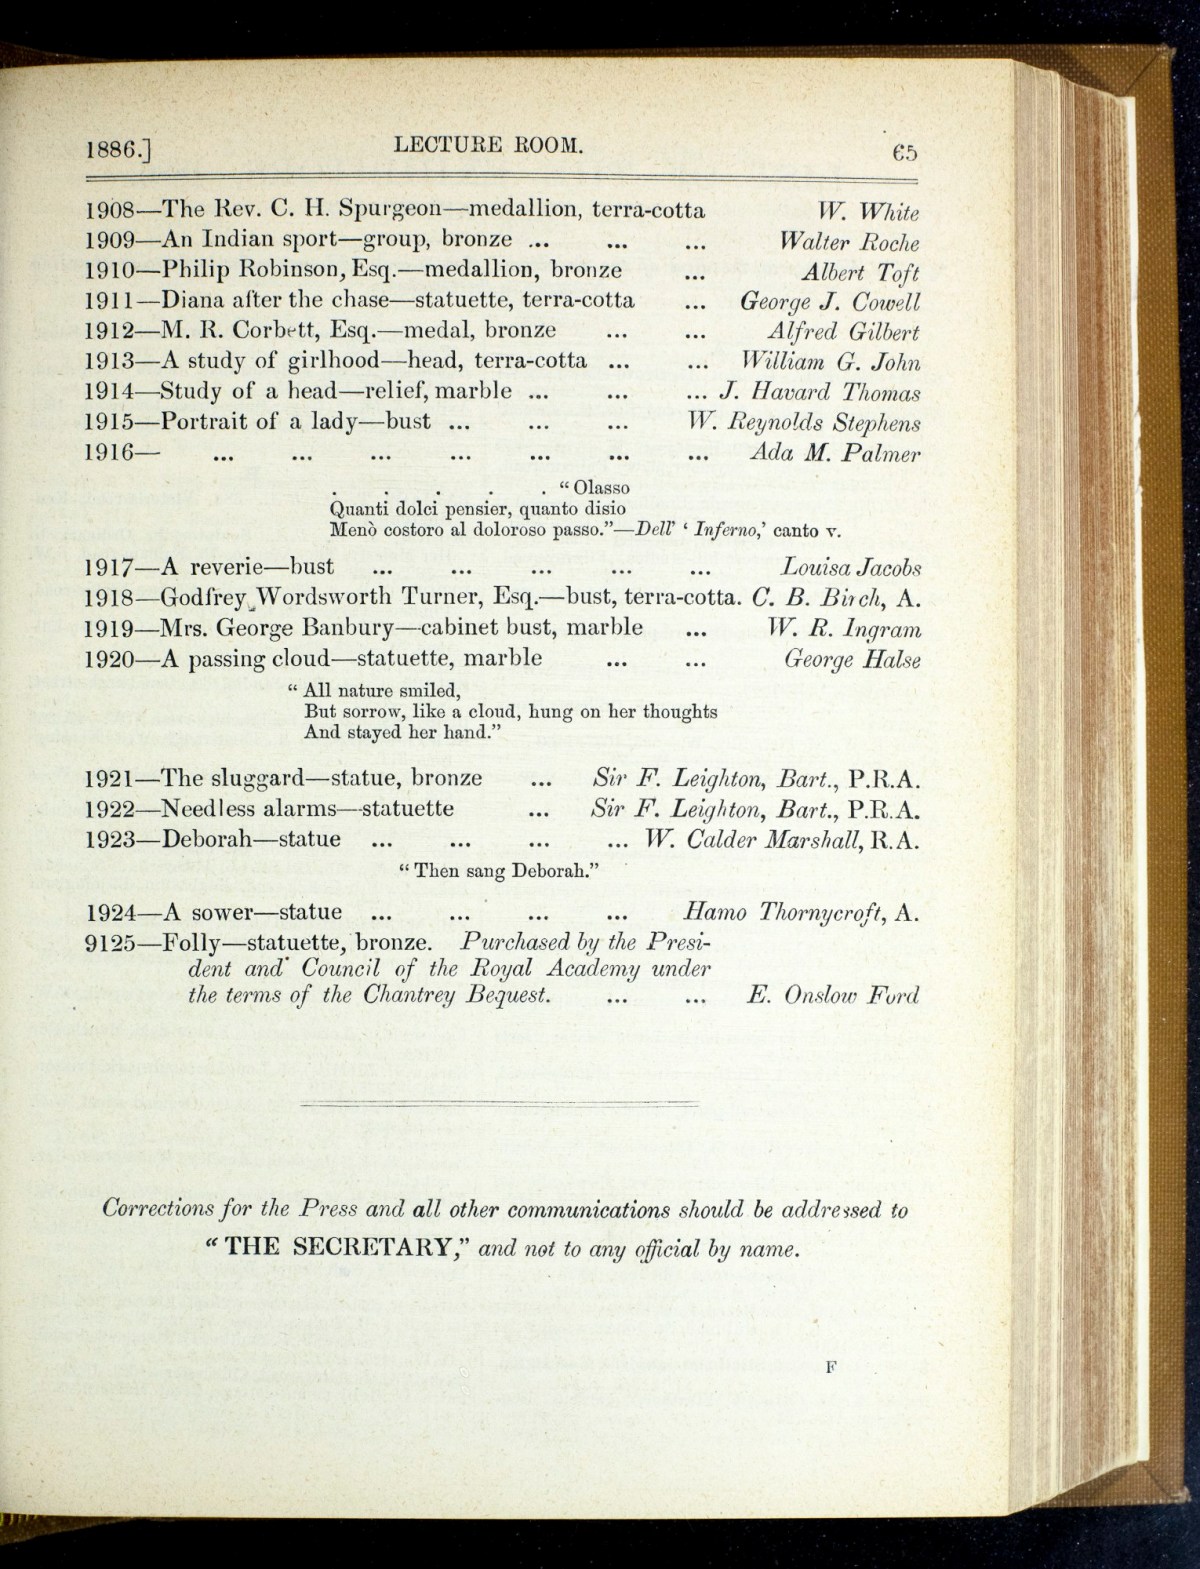 1886.] LECTURE ROOM. 65
1908—The Rev. C. H. Spurgeon—medallion, terra-cotta W. White
1909—An Indian sport—group, bronze ... ... ... Walter Roche
1910—Philip Robinson, Esq.—medallion, bronze ... Albert Toft
1911—Diana after the chase—statuette, terra-cotta ... George J. Cowell
1912—M. R. Corbett, Esq.—medal, bronze ... ... Alfred Gilbert
1913—A study of girlhood—head, terra-cotta ... ... William G. John
1914—Study of a head—relief, marble ... ... ... J. Havard Thomas
1915—Portrait of a lady—bust ... ... ... W. Reynolds Stephens
1916— ... ... ... ... ... ... ... Ada M. Palmer
. . . . . “Olasso
Quanti dolci pensier, quanto disio
Menò costoro al doloroso passo.”—Dell’ ‘Inferno,’ canto v.
1917—A reverie—bust ... ... ... ... ... Louisa Jacobs
1918—Godfrey Wordsworth Turner, Esq.—bust, terra-cotta. C. B. Birch, A.
1919—Mrs. George Banbury—cabinet bust, marble ... W. R. Ingram
1920—A passing cloud—statuette, marble ... ... George Halse
“All nature smiled,
But sorrow, like a cloud, hung on her thoughts
And stayed her hand.”
1921—The sluggard—statue, bronze ... Sir F. Leighton, Bart., P.R.A.
1922—Needless alarms—statuette ... Sir F. Leighton, Bart., P.R.A.
1923—Deborah—statue ... ... ... ... W. Calder Marshall, R.A.
“Then sang Deborah.”
1924—A sower—statue ... ... ... ... Hamo Thornycroft, A.
9125—Folly—statuette, bronze. Purchased by the Presi-
dent and Council of the Royal Academy under
the terms of the Chantrey Bequest. ... ... E. Onslow Ford
Corrections for the Press and all other communications should be addressed to
“THE SECRETARY,” and not to any official by name.
F